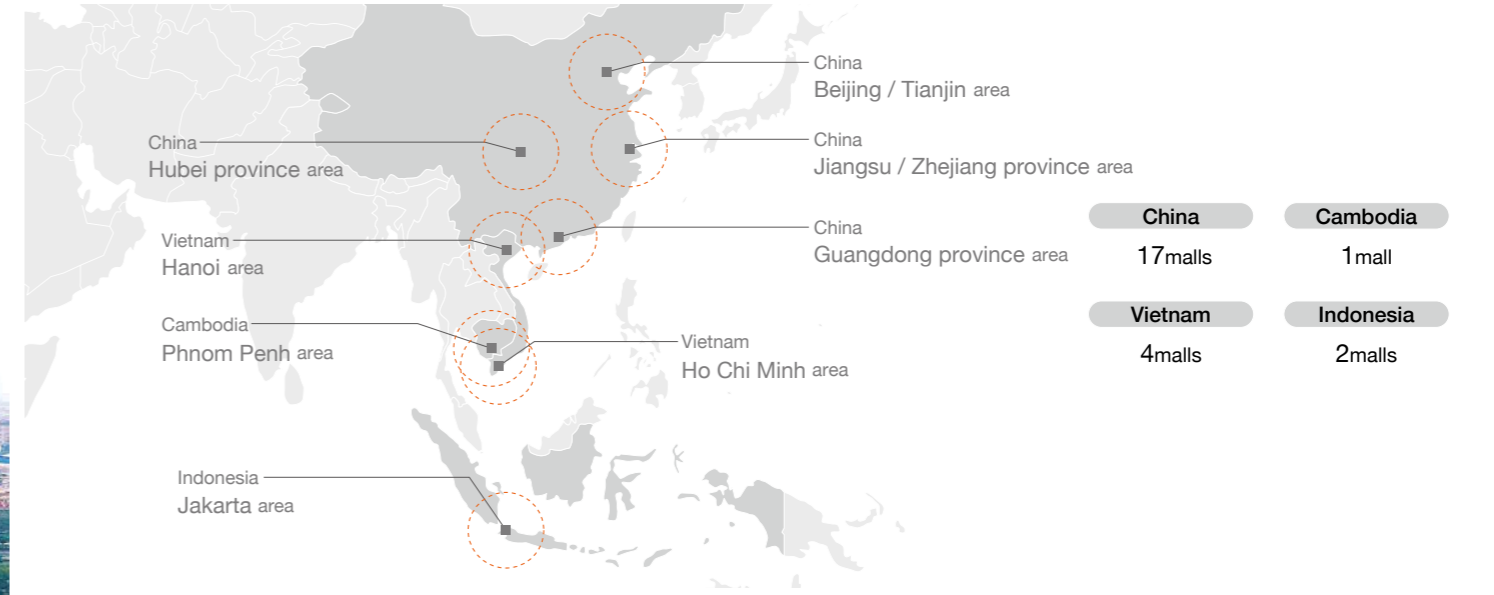 China
Beijing / Tianjin area
China
Hubei province area
China
Jiangsu / Zhejiang province area
Vietnam
Hanoi area
China
Guangdong province area
Cambodia
Phnom Penh area
Vietnam
Ho Chi Minh area
Indonesia
Jakarta area
China
17malls
Cambodia
1mall
Vietnam
4malls
Indonesia
2malls